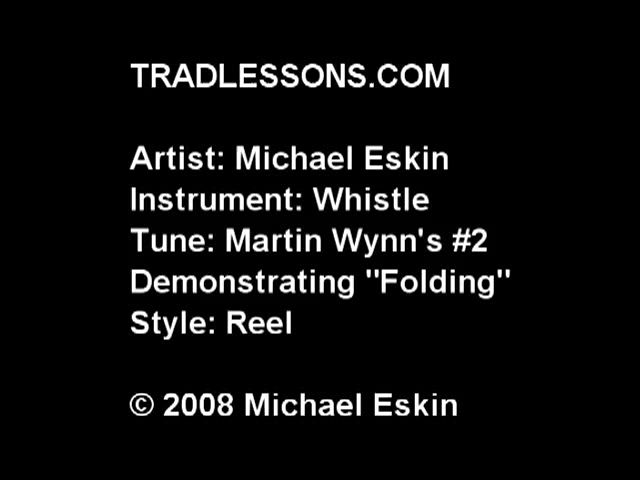 TRADLESSONS.COM
Artist: Michael Eskin
Instrument: Whistle
Tune: Martin Wynn's #2
Demonstrating "Folding"
Style: Reel
© 2008 Michael Eskin